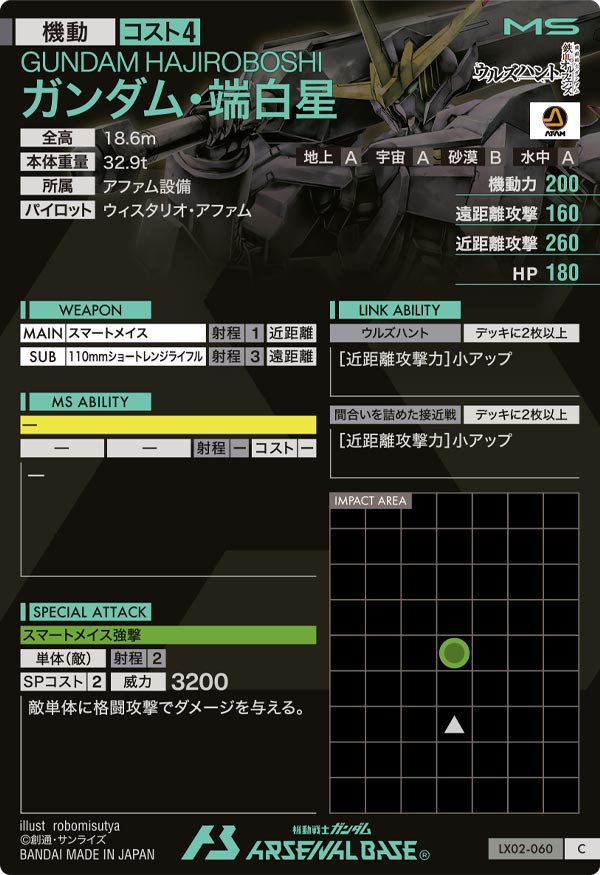 機動 コスト4 MS
GUNDAM HAJIROBOSHI
ガンダム・端白星
ウルズハント
全高 18.6m
本体重量 32.9t
所属 アファム設備
パイロット ウィスタリオ・アファム
AFAM
地上 A 宇宙 A 砂漠 B 水中 A
機動力 200
遠距離攻撃 160
近距離攻撃 260
HP 180
WEAPON
MAIN スマートメイス 射程 1 近距離
SUB 110mmショートレンジライフル 射程 3 遠距離
MS ABILITY
—
— — 射程 — コスト —
—
SPECIAL ATTACK
スマートメイス強撃
単体(敵) 射程 2
SPコスト 2 威力 3200
敵単体に格闘攻撃でダメージを与える。
LINK ABILITY
ウルズハント デッキに2枚以上
[近距離攻撃力]小アップ
間合いを詰めた接近戦 デッキに2枚以上
[近距離攻撃力]小アップ
IMPACT AREA
illust robomisutya
©創通・サンライズ
BANDAI MADE IN JAPAN
機動戦士ガンダム
ARSENAL BASE®
LX02-060 C